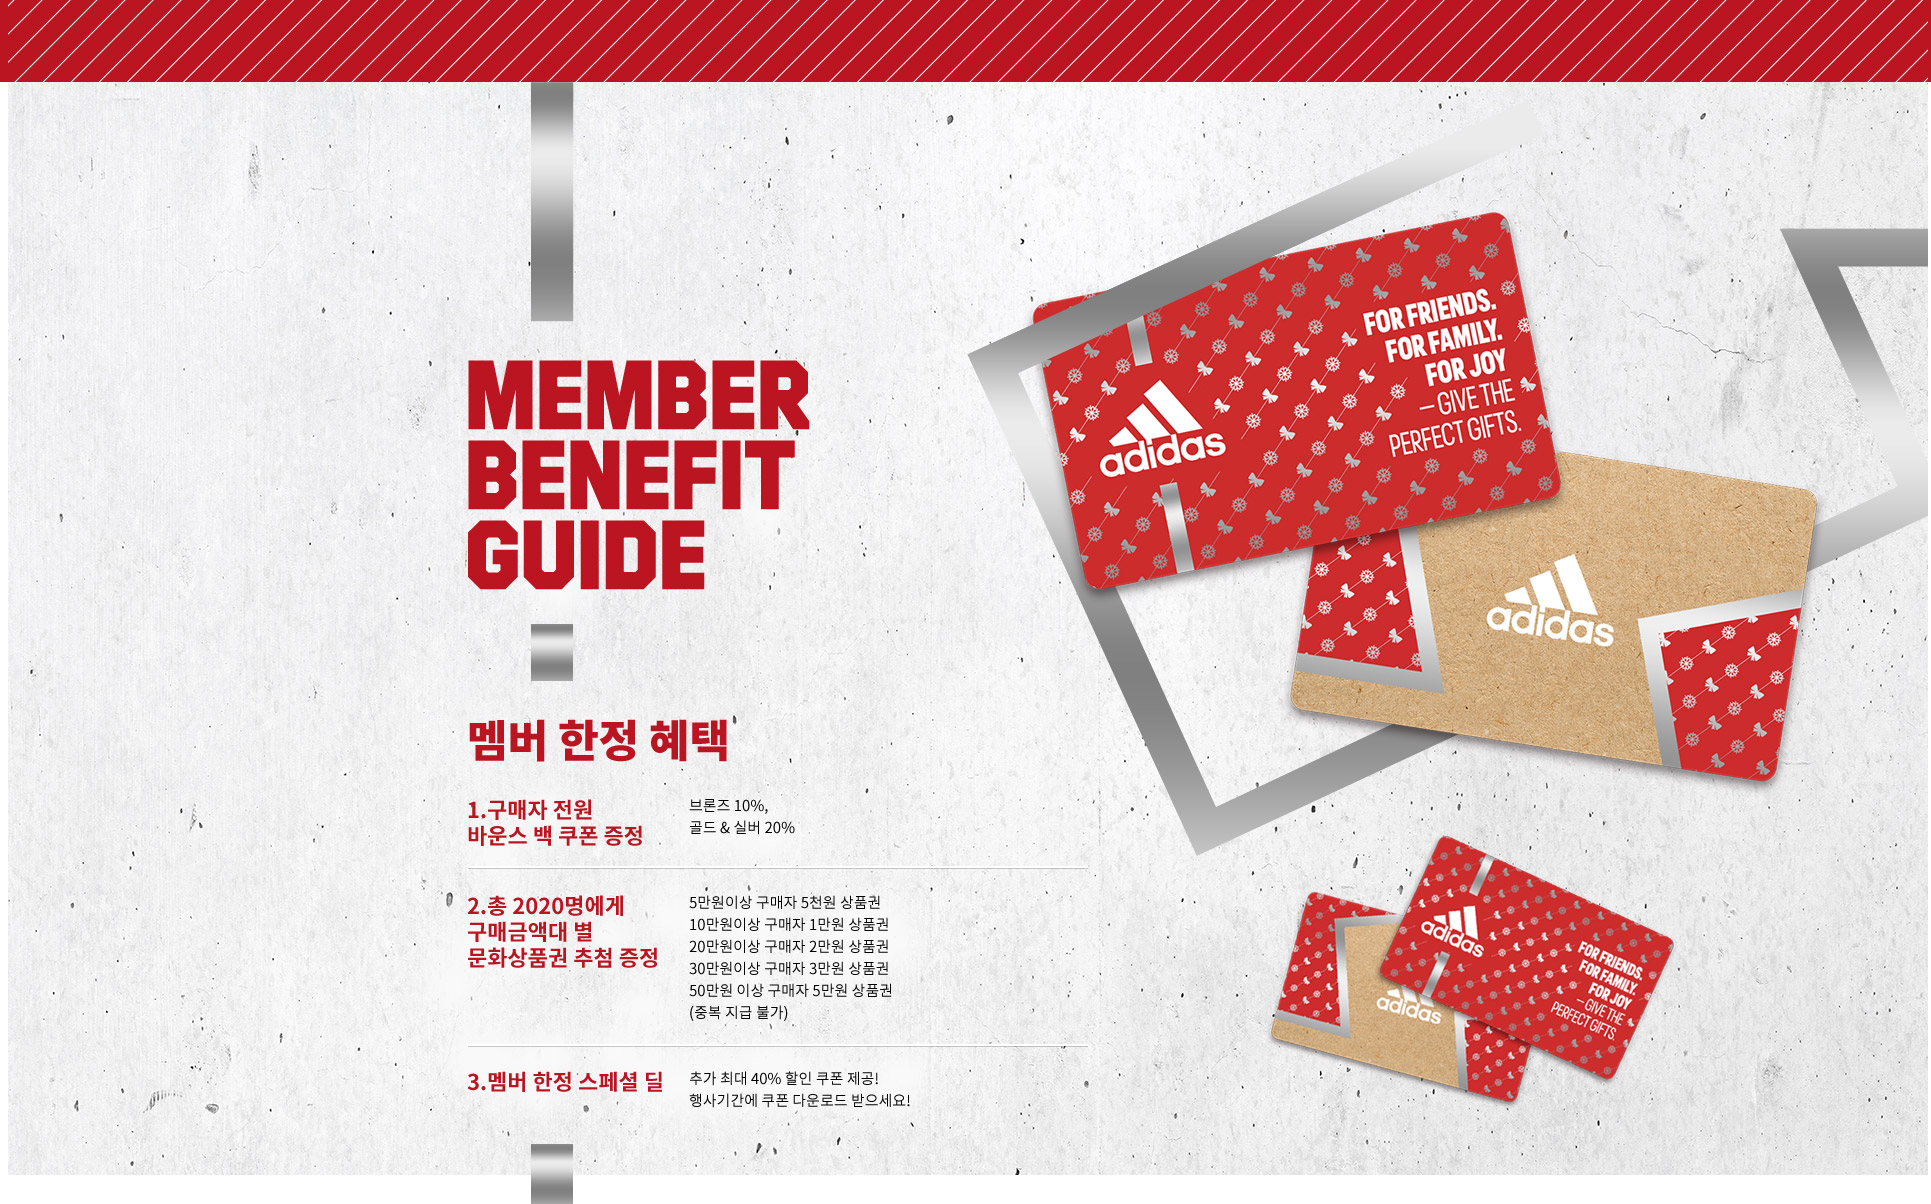 MEMBER
BENEFIT
GUIDE
멤버 한정 혜택
1.구매자 전원
바운스 백 쿠폰 증정
브론즈 10%,
골드 & 실버 20%
2.총 2020명에게
구매금액대 별
문화상품권 추첨 증정
5만원이상 구매자 5천원 상품권
10만원이상 구매자 1만원 상품권
20만원이상 구매자 2만원 상품권
30만원이상 구매자 3만원 상품권
50만원 이상 구매자 5만원 상품권
(중복 지급 불가)
3.멤버 한정 스페셜 딜
추가 최대 40% 할인 쿠폰 제공!
행사기간에 쿠폰 다운로드 받으세요!
adidas
FOR FRIENDS.
FOR FAMILY.
FOR JOY
– GIVE THE
PERFECT GIFTS.
adidas
adidas
FOR FRIENDS.
FOR FAMILY.
FOR JOY
– GIVE THE
PERFECT GIFTS.
adidas